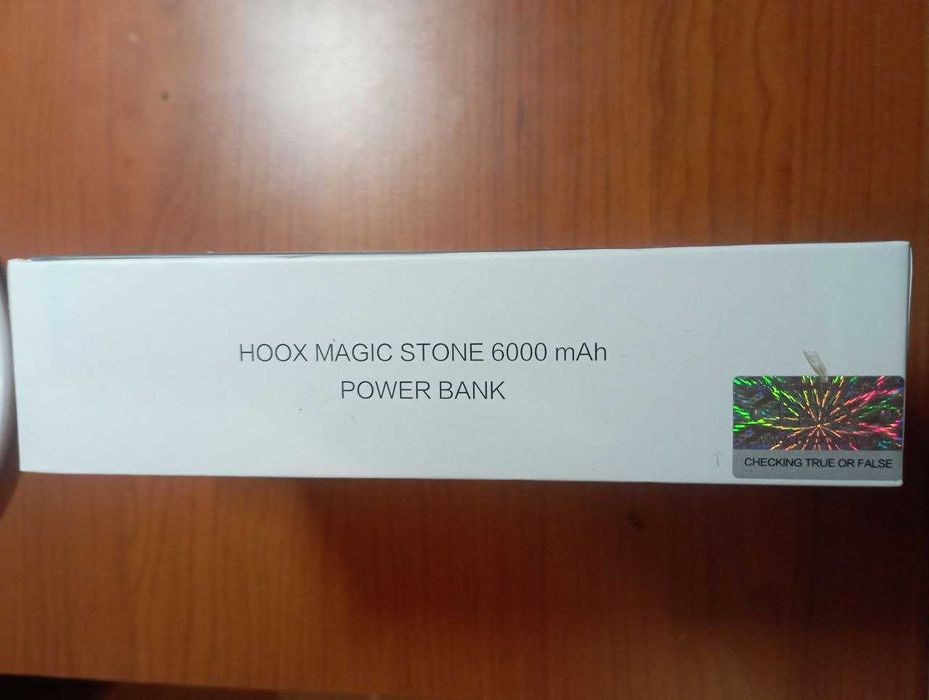 HOOX MAGIC STONE 6000 mAh
POWER BANK
CHECKING TRUE OR FALSE